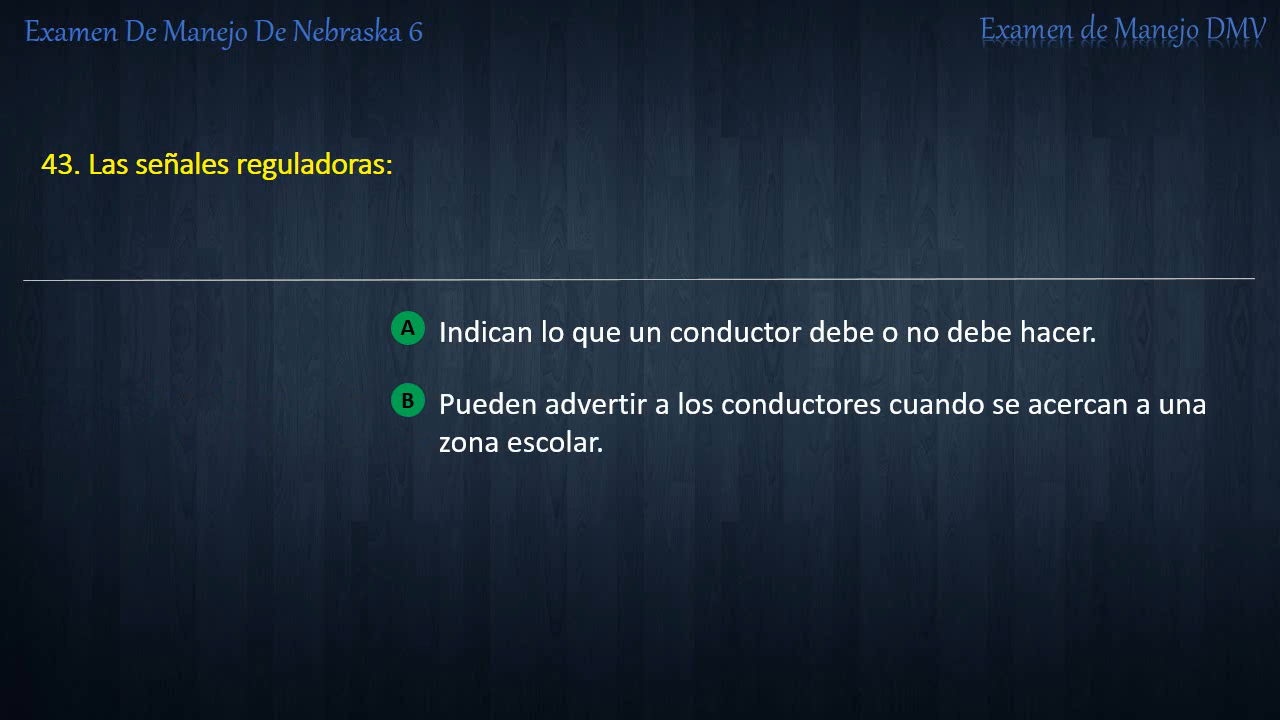 Examen De Manejo De Nebraska 6
Examen de Manejo DMV
43. Las señales reguladoras:
A Indican lo que un conductor debe o no debe hacer.
B Pueden advertir a los conductores cuando se acercan a una
zona escolar.